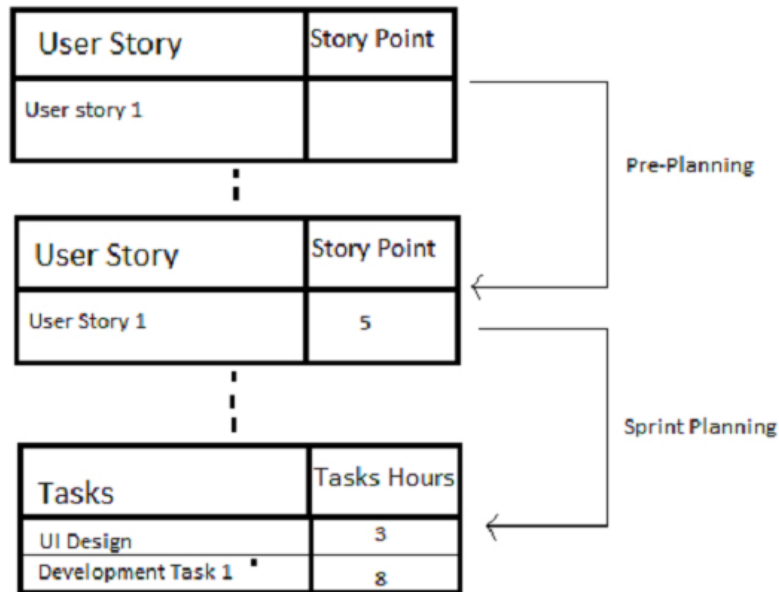 User Story Story Point
User story 1
Pre-Planning
User Story Story Point
User Story 1 5
Sprint Planning
Tasks Tasks Hours
UI Design 3
Development Task 1 8